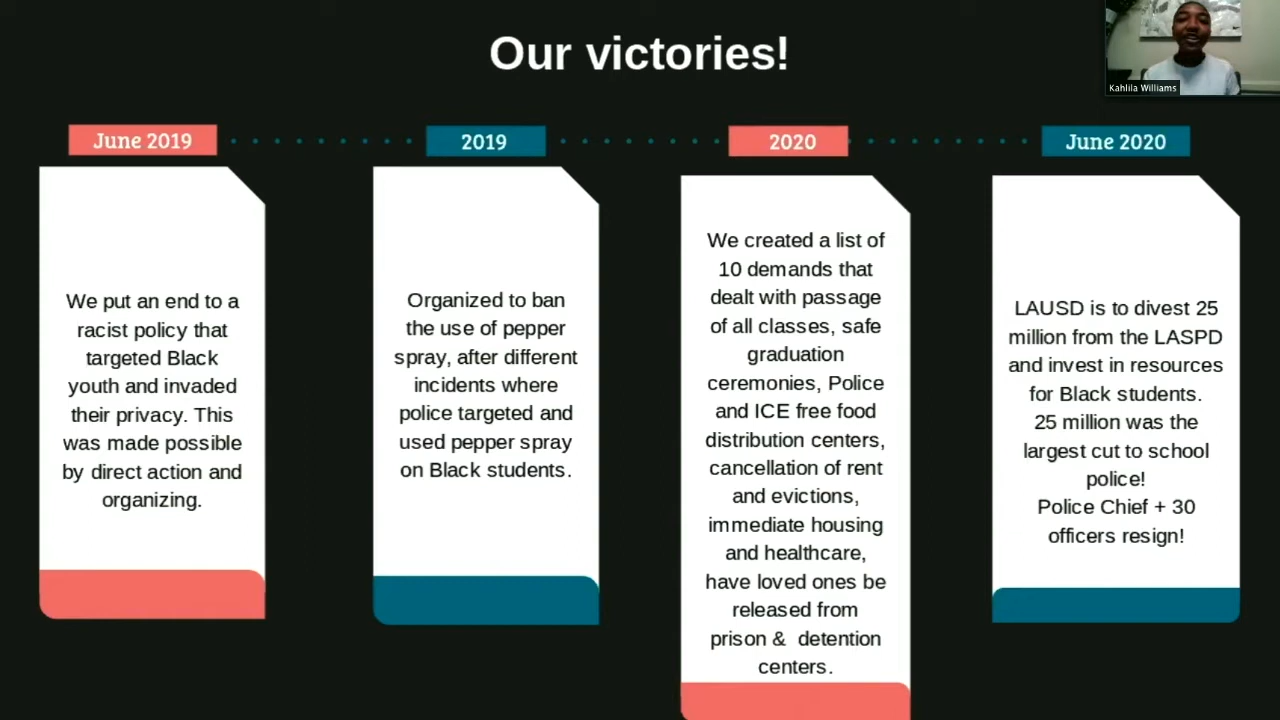 Our victories!
Kahlila Williams
June 2019
We put an end to a
racist policy that
targeted Black
youth and invaded
their privacy. This
was made possible
by direct action and
organizing.
2019
Organized to ban
the use of pepper
spray, after different
incidents where
police targeted and
used pepper spray
on Black students.
2020
We created a list of
10 demands that
dealt with passage
of all classes, safe
graduation
ceremonies, Police
and ICE free food
distribution centers,
cancellation of rent
and evictions,
immediate housing
and healthcare,
have loved ones be
released from
prison &  detention
centers.
June 2020
LAUSD is to divest 25
million from the LASPD
and invest in resources
for Black students.
25 million was the
largest cut to school
police!
Police Chief + 30
officers resign!